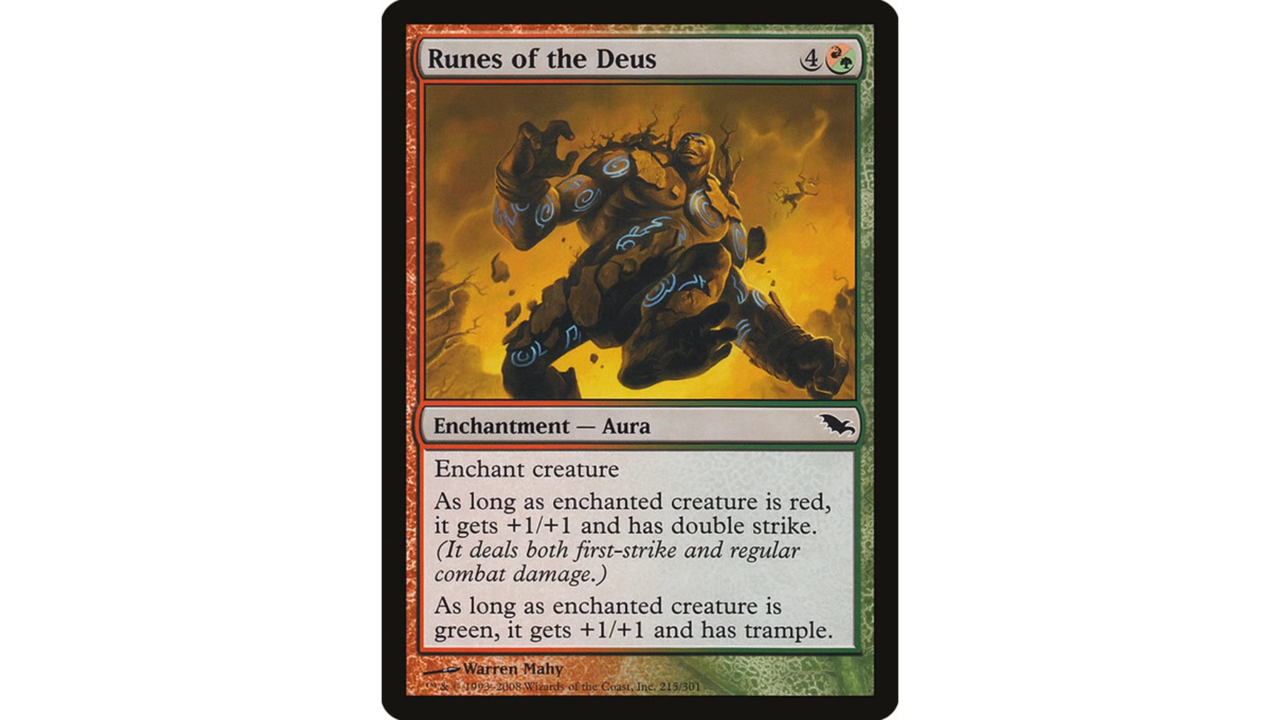 Runes of the Deus 4
Enchantment — Aura
Enchant creature
As long as enchanted creature is red,
it gets +1/+1 and has double strike.
(It deals both first-strike and regular
combat damage.)
As long as enchanted creature is
green, it gets +1/+1 and has trample.
Warren Mahy
™ & © 1993–2008 Wizards of the Coast, Inc. 215/301